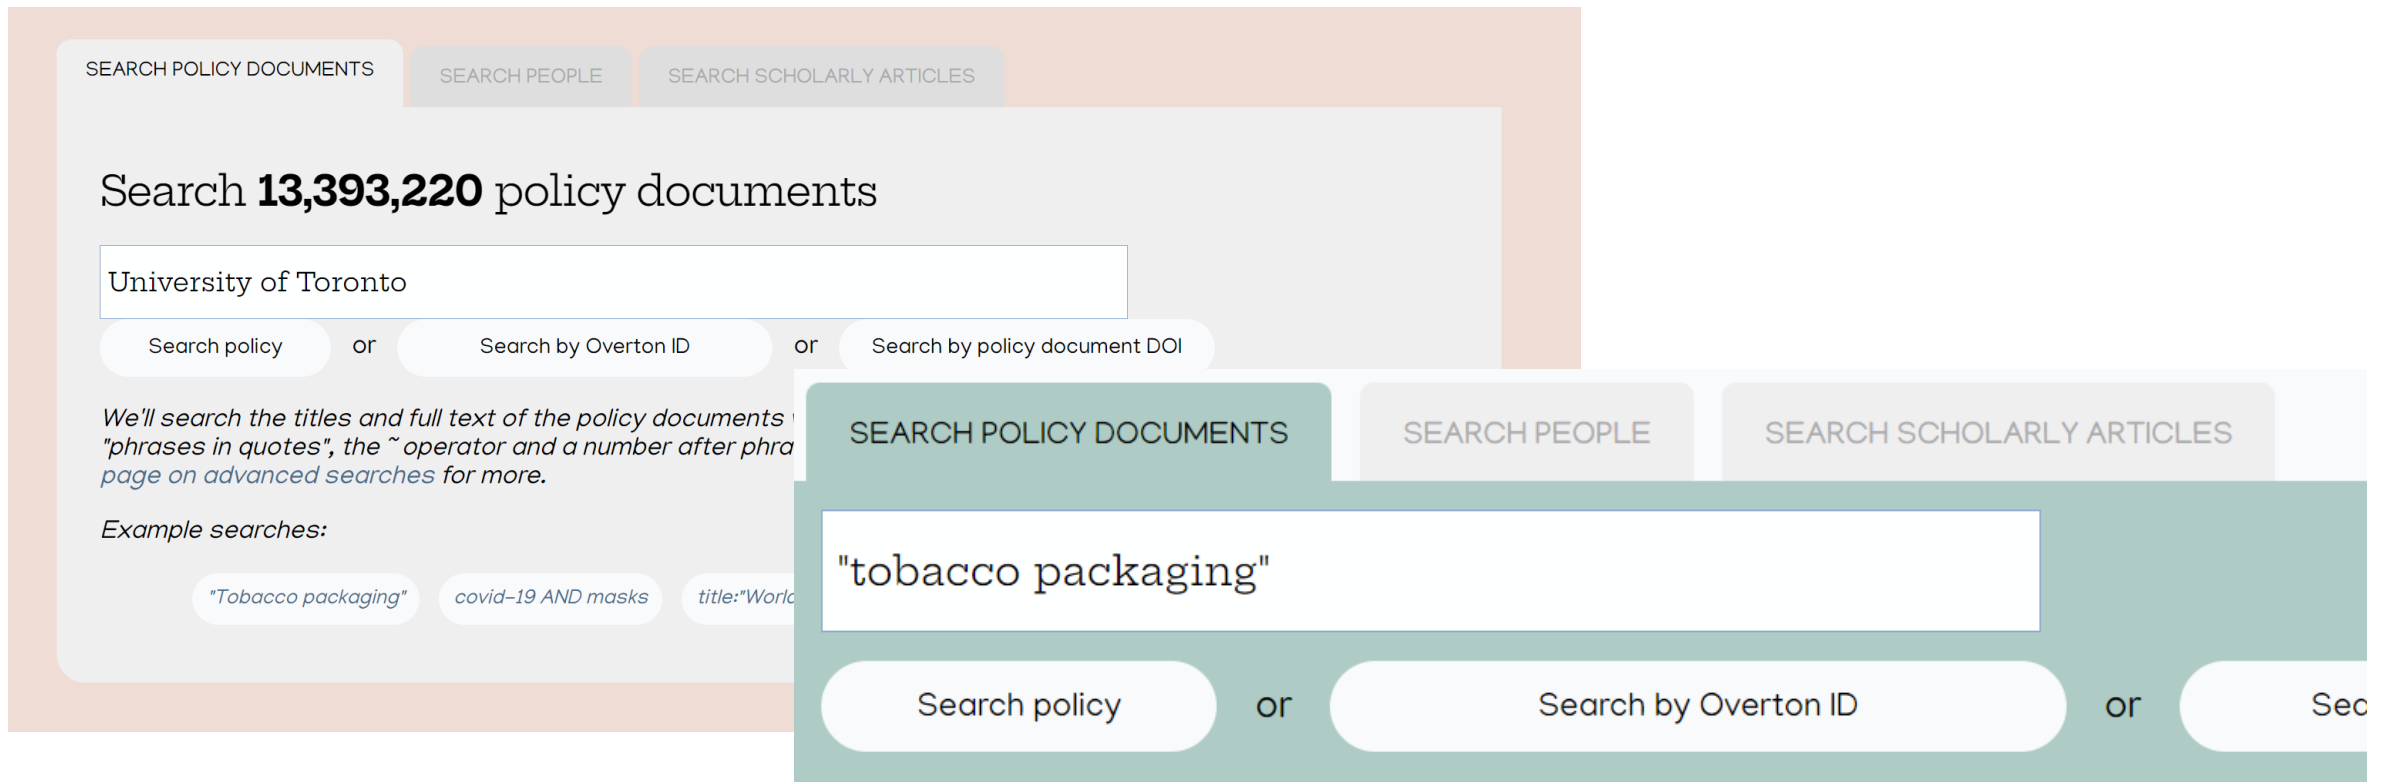 SEARCH POLICY DOCUMENTS
SEARCH PEOPLE
SEARCH SCHOLARLY ARTICLES
Search 13,393,220 policy documents
University of Toronto
Search policy or Search by Overton ID or Search by policy document DOI
We'll search the titles and full text of the policy documents
"phrases in quotes", the ~ operator and a number after
page on advanced searches for more.
Example searches:
"Tobacco packaging"
covid-19 AND masks
title:"World
SEARCH POLICY DOCUMENTS
SEARCH PEOPLE
SEARCH SCHOLARLY ARTICLES
"tobacco packaging"
Search policy or Search by Overton ID or